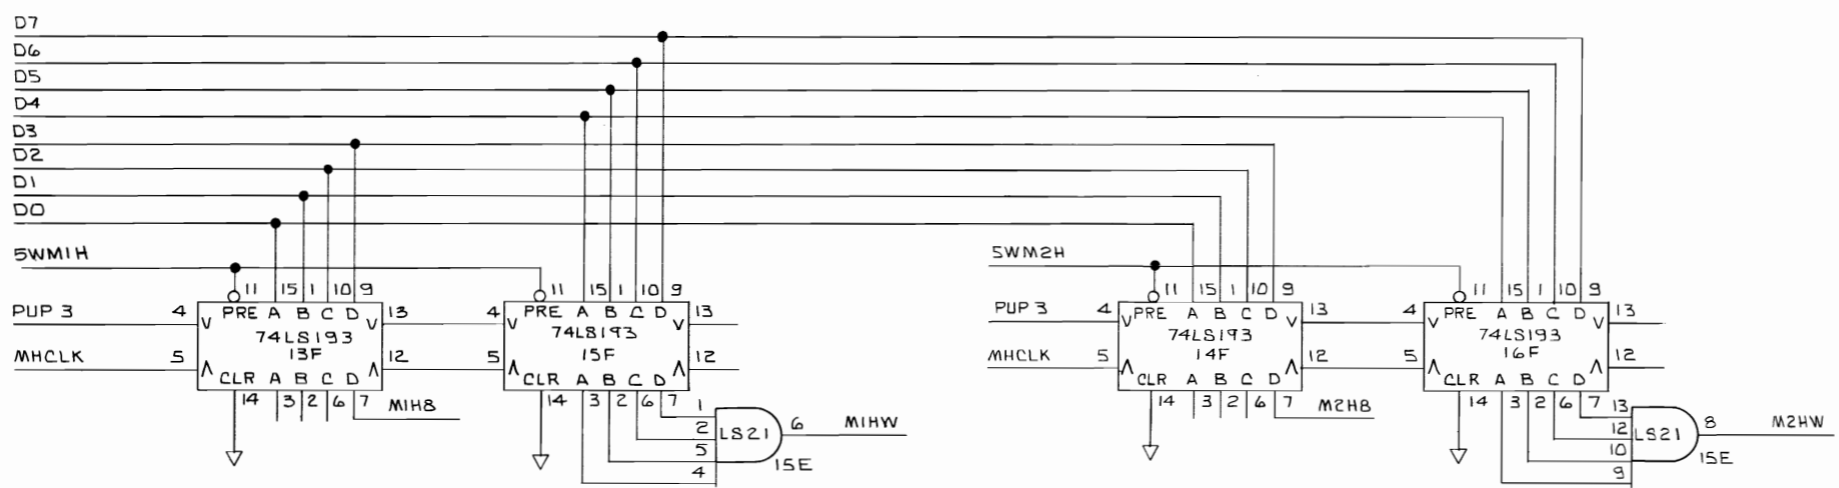 D7
D6
D5
D4
D3
D2
D1
D0
5WM1H 5WM2H
11 15 1 10 9 11 15 1 10 9 11 15 1 10 9 11 15 1 10 9
PUP 3 4 PRE A B C D 13 4 PRE A B C D 13 PUP 3 4 PRE A B C D 13 4 PRE A B C D 13
74LS193 74LS193 74LS193 74LS193
MHCLK 5 13F 12 5 15F 12 MHCLK 5 14F 12 5 16F 12
CLR A B C D CLR A B C D CLR A B C D CLR A B C D
14 3 2 6 7 M1H8 14 3 2 6 7 1 14 3 2 6 7 M2H8 14 3 2 6 7 13
2 LS21 6 M1HW 12 LS21 8 M2HW
5 10
4 15E 9 15E